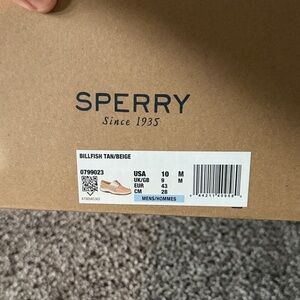 SPERRY
Since 1935
BILLFISH TAN/BEIGE
0799023
USA 10 M
UK/GB 9 M
EUR 43
CM 28
MENS/HOMMES